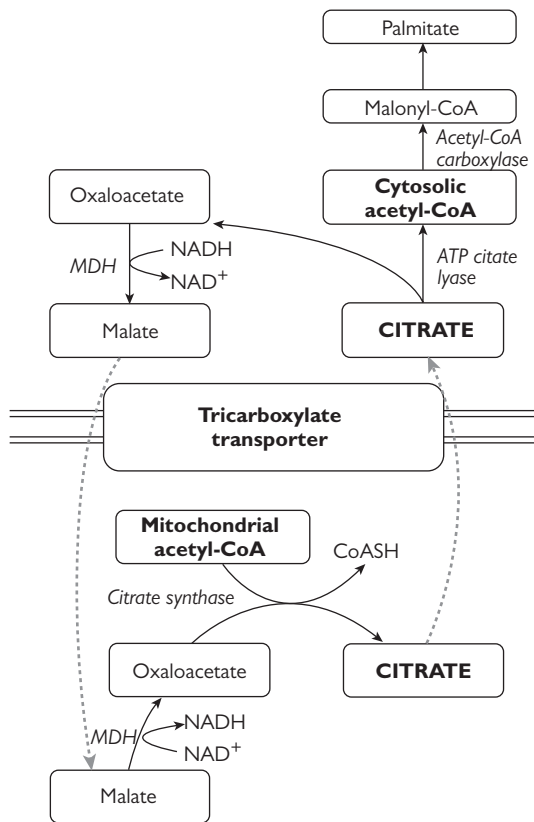 Palmitate
Malonyl-CoA
Acetyl-CoA
carboxylase
Cytosolic
acetyl-CoA
Oxaloacetate
MDH
NADH
NAD+
ATP citate
lyase
Malate
CITRATE
Tricarboxylate
transporter
Mitochondrial
acetyl-CoA
CoASH
Citrate synthase
Oxaloacetate
CITRATE
MDH
NADH
NAD+
Malate